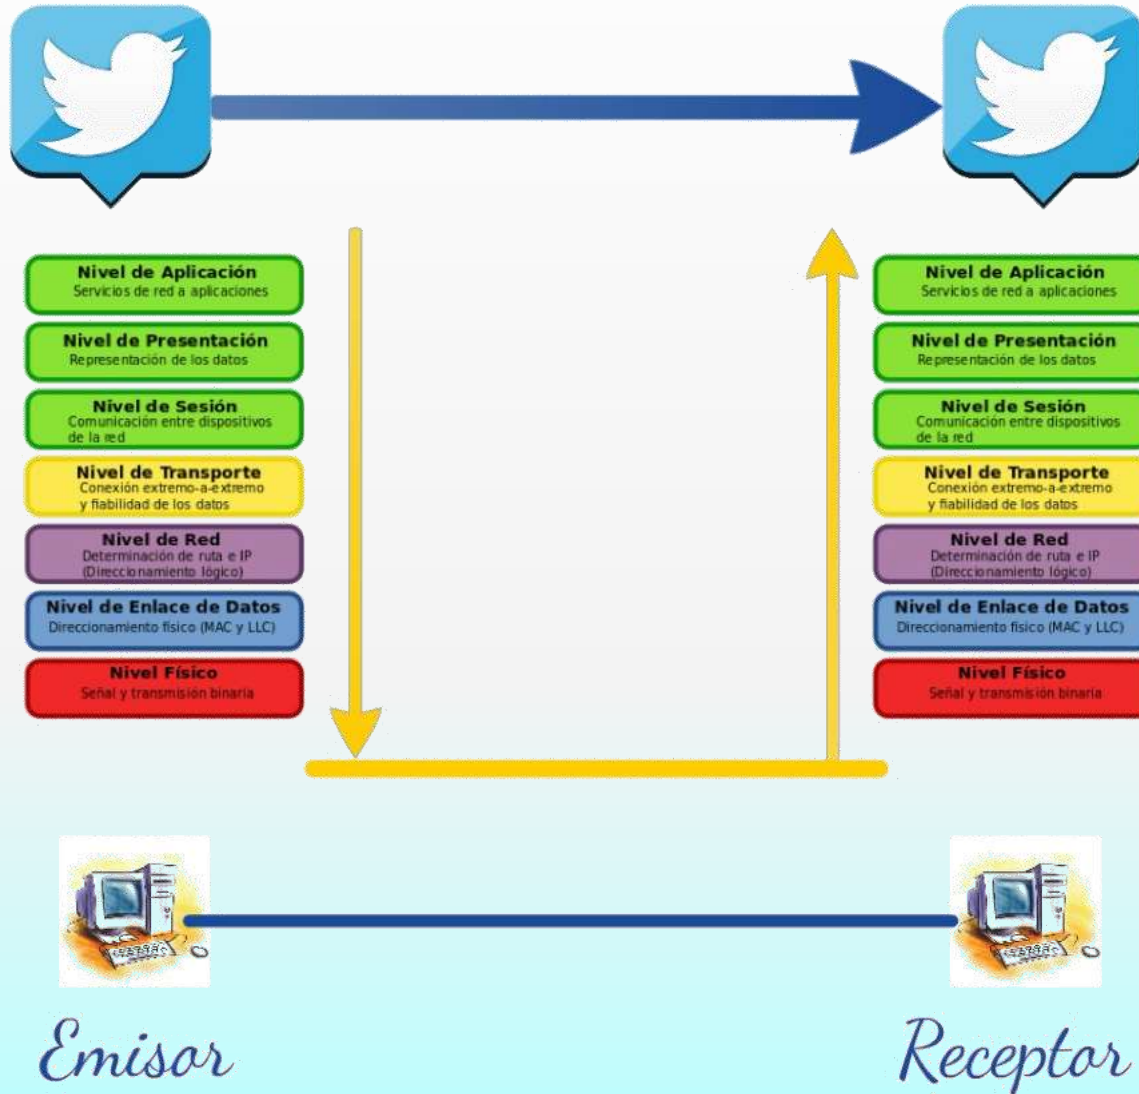 Nivel de Aplicación
Servicios de red a aplicaciones
Nivel de Presentación
Representación de los datos
Nivel de Sesión
Comunicación entre dispositivos
de la red
Nivel de Transporte
Conexión extremo-a-extremo
y fiabilidad de los datos
Nivel de Red
Determinación de ruta e IP
(Direccionamiento lógico)
Nivel de Enlace de Datos
Direccionamiento físico (MAC y LLC)
Nivel Físico
Señal y transmisión binaria
Emisor
Nivel de Aplicación
Servicios de red a aplicaciones
Nivel de Presentación
Representación de los datos
Nivel de Sesión
Comunicación entre dispositivos
de la red
Nivel de Transporte
Conexión extremo-a-extremo
y fiabilidad de los datos
Nivel de Red
Determinación de ruta e IP
(Direccionamiento lógico)
Nivel de Enlace de Datos
Direccionamiento físico (MAC y LLC)
Nivel Físico
Señal y transmisión binaria
Receptor